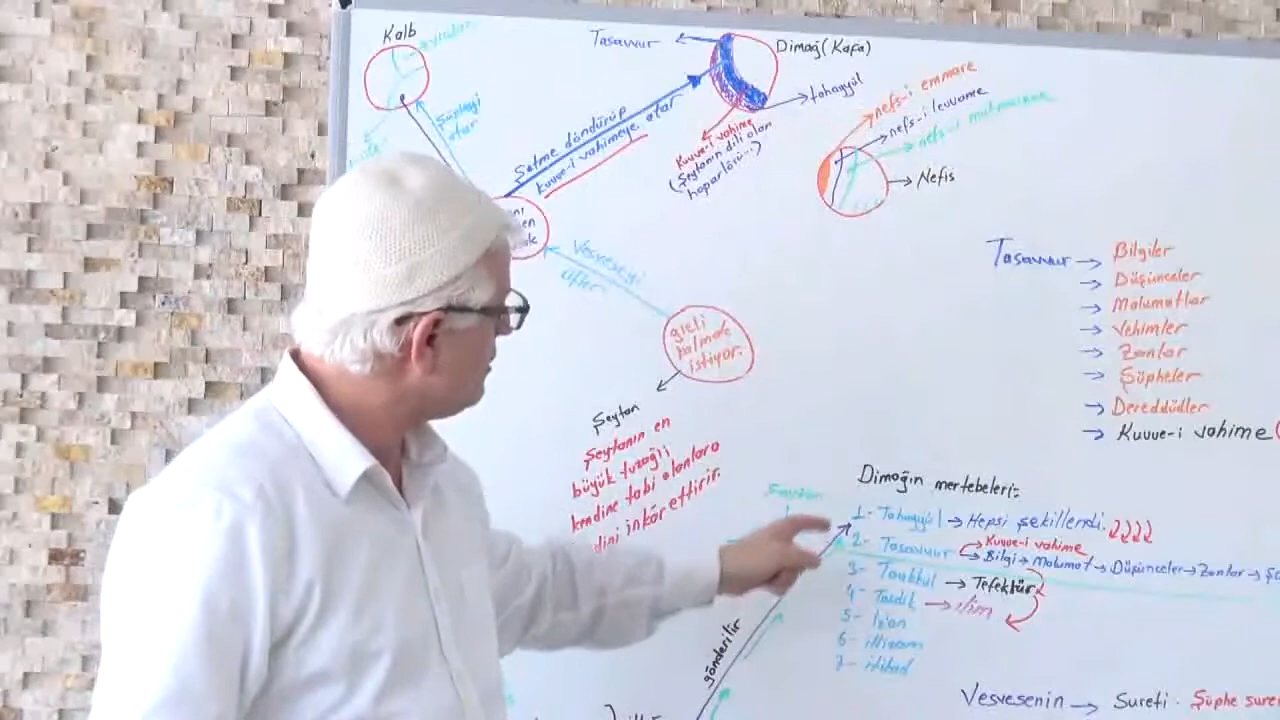 Kalb
Şüpheyi
atar
Setme döndürüp
kuvve-i vahimeye atar
Tasavvur
Dimağ (Kafa)
tahayyül
Kuvve-i vahime
(Şeytanın dili olan
hoparlörü...)
nefs-i emmare
nefs-i levvame
nefs-i mutmainne
Nefis
Vesveseyi
gizli
kalmak
istiyor.
Şeytan
Şeytanın en
büyük tuzağı
kendine tabi olanlara
dini inkâr ettirir.
Tasavvur → Bilgiler
→ Düşünceler
→ Malumatlar
→ Vehimler
→ Zanlar
→ Şüpheler
→ Dereddüdler
→ Kuvve-i vahime (
Dimağın mertebeleri:
Şeytan
1- Tahayyül → Hepsi şekillendi.
2- Tasavvur → Kuvve-i vahime
→ Bilgi → Malumat → Düşünceler → Zanlar →
3- Taakkul → Tefekkür
4- Tasdik → ilim
5- İz'an
6- iltizam
7- itikad
gönderilir
Vesvesenin → Sureti . Şüphe